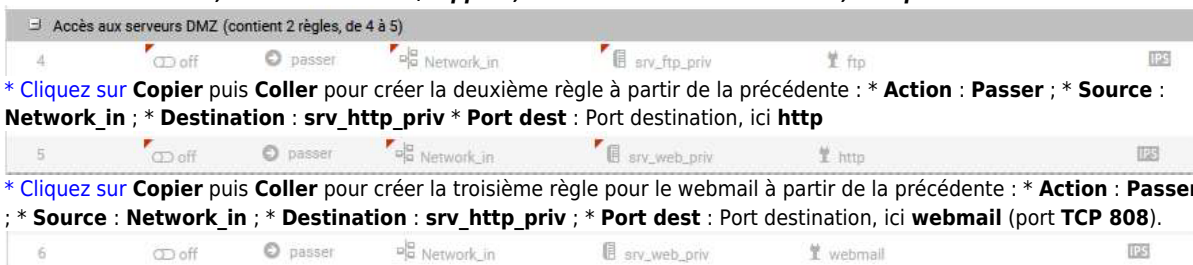 Accès aux serveurs DMZ (contient 2 règles, de 4 à 5)
4 off passer Network_in srv_ftp_priv ftp IPS
* Cliquez sur Copier puis Coller pour créer la deuxième règle à partir de la précédente : * Action : Passer ; * Source :
Network_in ; * Destination : srv_http_priv * Port dest : Port destination, ici http
5 off passer Network_in srv_web_priv http IPS
* Cliquez sur Copier puis Coller pour créer la troisième règle pour le webmail à partir de la précédente : * Action : Passer
; * Source : Network_in ; * Destination : srv_http_priv ; * Port dest : Port destination, ici webmail (port TCP 808).
6 off passer Network_in srv_web_priv webmail IPS